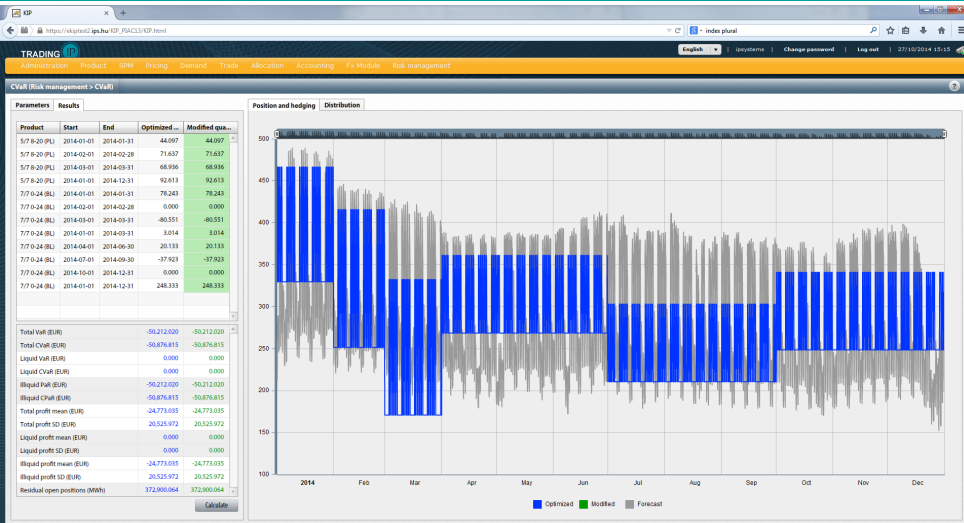 KIP
https://ekiptest2.ips.hu/KIP_PIAC13/KIP.html
index plural
TRADING IP
English | ipsystems | Change password | Log out | 27/10/2014 15:15
Administration Product BPM Pricing Demand Trade Allocation Accounting Fx Module Risk management
CVaR (Risk management > CVaR)
?
Parameters Results
Position and hedging Distribution
Product Start End Optimized ... Modified qua...
5/7 8-20 (PL) 2014-01-01 2014-01-31 44.097 44.097
5/7 8-20 (PL) 2014-02-01 2014-02-28 71.637 71.637
5/7 8-20 (PL) 2014-03-01 2014-03-31 68.936 68.936
5/7 8-20 (PL) 2014-01-01 2014-12-31 92.613 92.613
7/7 0-24 (BL) 2014-01-01 2014-01-31 78.243 78.243
7/7 0-24 (BL) 2014-02-01 2014-02-28 0.000 0.000
7/7 0-24 (BL) 2014-03-01 2014-03-31 -80.551 -80.551
7/7 0-24 (BL) 2014-01-01 2014-03-31 3.014 3.014
7/7 0-24 (BL) 2014-04-01 2014-06-30 20.133 20.133
7/7 0-24 (BL) 2014-07-01 2014-09-30 -37.923 -37.923
7/7 0-24 (BL) 2014-10-01 2014-12-31 0.000 0.000
7/7 0-24 (BL) 2014-01-01 2014-12-31 248.333 248.333
Total VaR (EUR) -50,212.020 -50,212.020
Total CVaR (EUR) -50,876.815 -50,876.815
Liquid VaR (EUR) 0.000 0.000
Liquid CVaR (EUR) 0.000 0.000
Illiquid PaR (EUR) -50,212.020 -50,212.020
Illiquid CPaR (EUR) -50,876.815 -50,876.815
Total profit mean (EUR) -24,773.035 -24,773.035
Total profit SD (EUR) 20,525.972 20,525.972
Liquid profit mean (EUR) 0.000 0.000
Liquid profit SD (EUR) 0.000 0.000
Illiquid profit mean (EUR) -24,773.035 -24,773.035
Illiquid profit SD (EUR) 20,525.972 20,525.972
Residual open positions (MWh) 372,900.064 372,900.064
Calculate
500
450
400
350
300
250
200
150
100
2014 Feb Mar Apr May Jun Jul Aug Sep Oct Nov Dec
Optimized Modified Forecast